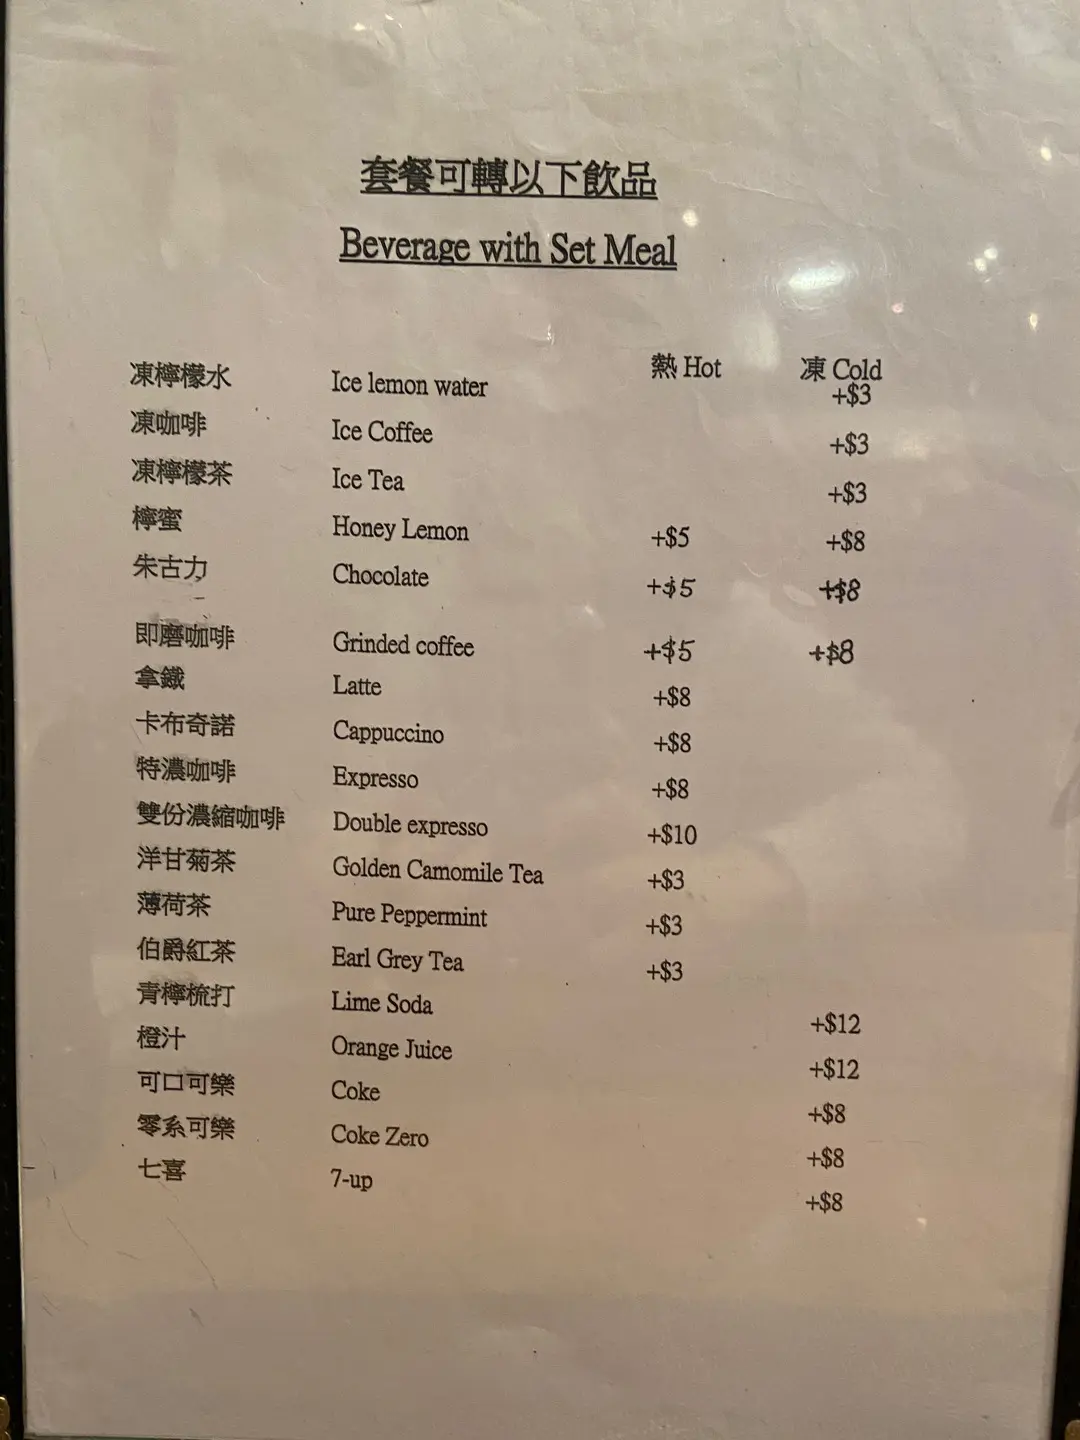 套餐可轉以下飲品
Beverage with Set Meal
熱 Hot 凍 Cold
凍檸檬水 Ice lemon water +$3
凍咖啡 Ice Coffee +$3
凍檸檬茶 Ice Tea +$3
檸蜜 Honey Lemon +$5 +$8
朱古力 Chocolate +$5 +$8
即磨咖啡 Grinded coffee +$5 +$8
拿鐵 Latte +$8
卡布奇諾 Cappuccino +$8
特濃咖啡 Expresso +$8
雙份濃縮咖啡 Double expresso +$10
洋甘菊茶 Golden Camomile Tea +$3
薄荷茶 Pure Peppermint +$3
伯爵紅茶 Earl Grey Tea +$3
青檸梳打 Lime Soda +$12
橙汁 Orange Juice +$12
可口可樂 Coke +$8
零系可樂 Coke Zero +$8
七喜 7-up +$8